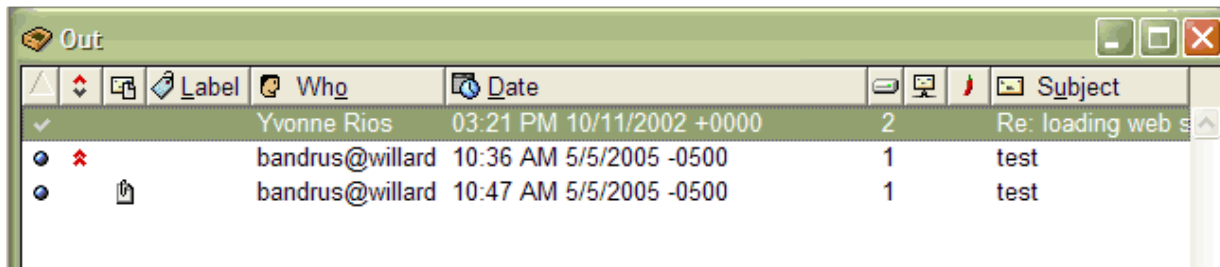 Out
Label Who Date Subject
Yvonne Rios 03:21 PM 10/11/2002 +0000 2 Re: loading web s
bandrus@willard 10:36 AM 5/5/2005 -0500 1 test
bandrus@willard 10:47 AM 5/5/2005 -0500 1 test